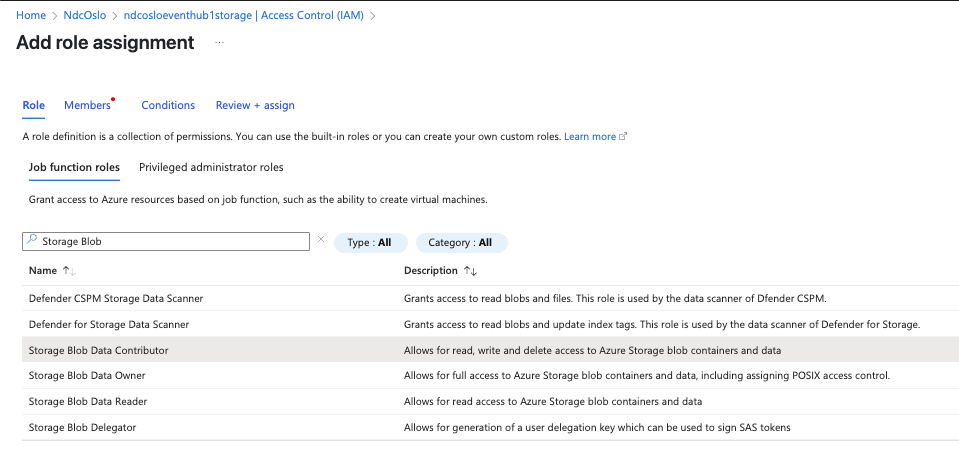 Home > NdcOslo > ndcosloeventhub1storage | Access Control (IAM) >
Add role assignment ...
Role Members Conditions Review + assign
A role definition is a collection of permissions. You can use the built-in roles or you can create your own custom roles. Learn more
Job function roles Privileged administrator roles
Grant access to Azure resources based on job function, such as the ability to create virtual machines.
Storage Blob × Type : All Category : All
Name ↑↓ Description ↑↓
Defender CSPM Storage Data Scanner Grants access to read blobs and files. This role is used by the data scanner of Dfender CSPM.
Defender for Storage Data Scanner Grants access to read blobs and update index tags. This role is used by the data scanner of Defender for Storage.
Storage Blob Data Contributor Allows for read, write and delete access to Azure Storage blob containers and data
Storage Blob Data Owner Allows for full access to Azure Storage blob containers and data, including assigning POSIX access control.
Storage Blob Data Reader Allows for read access to Azure Storage blob containers and data
Storage Blob Delegator Allows for generation of a user delegation key which can be used to sign SAS tokens